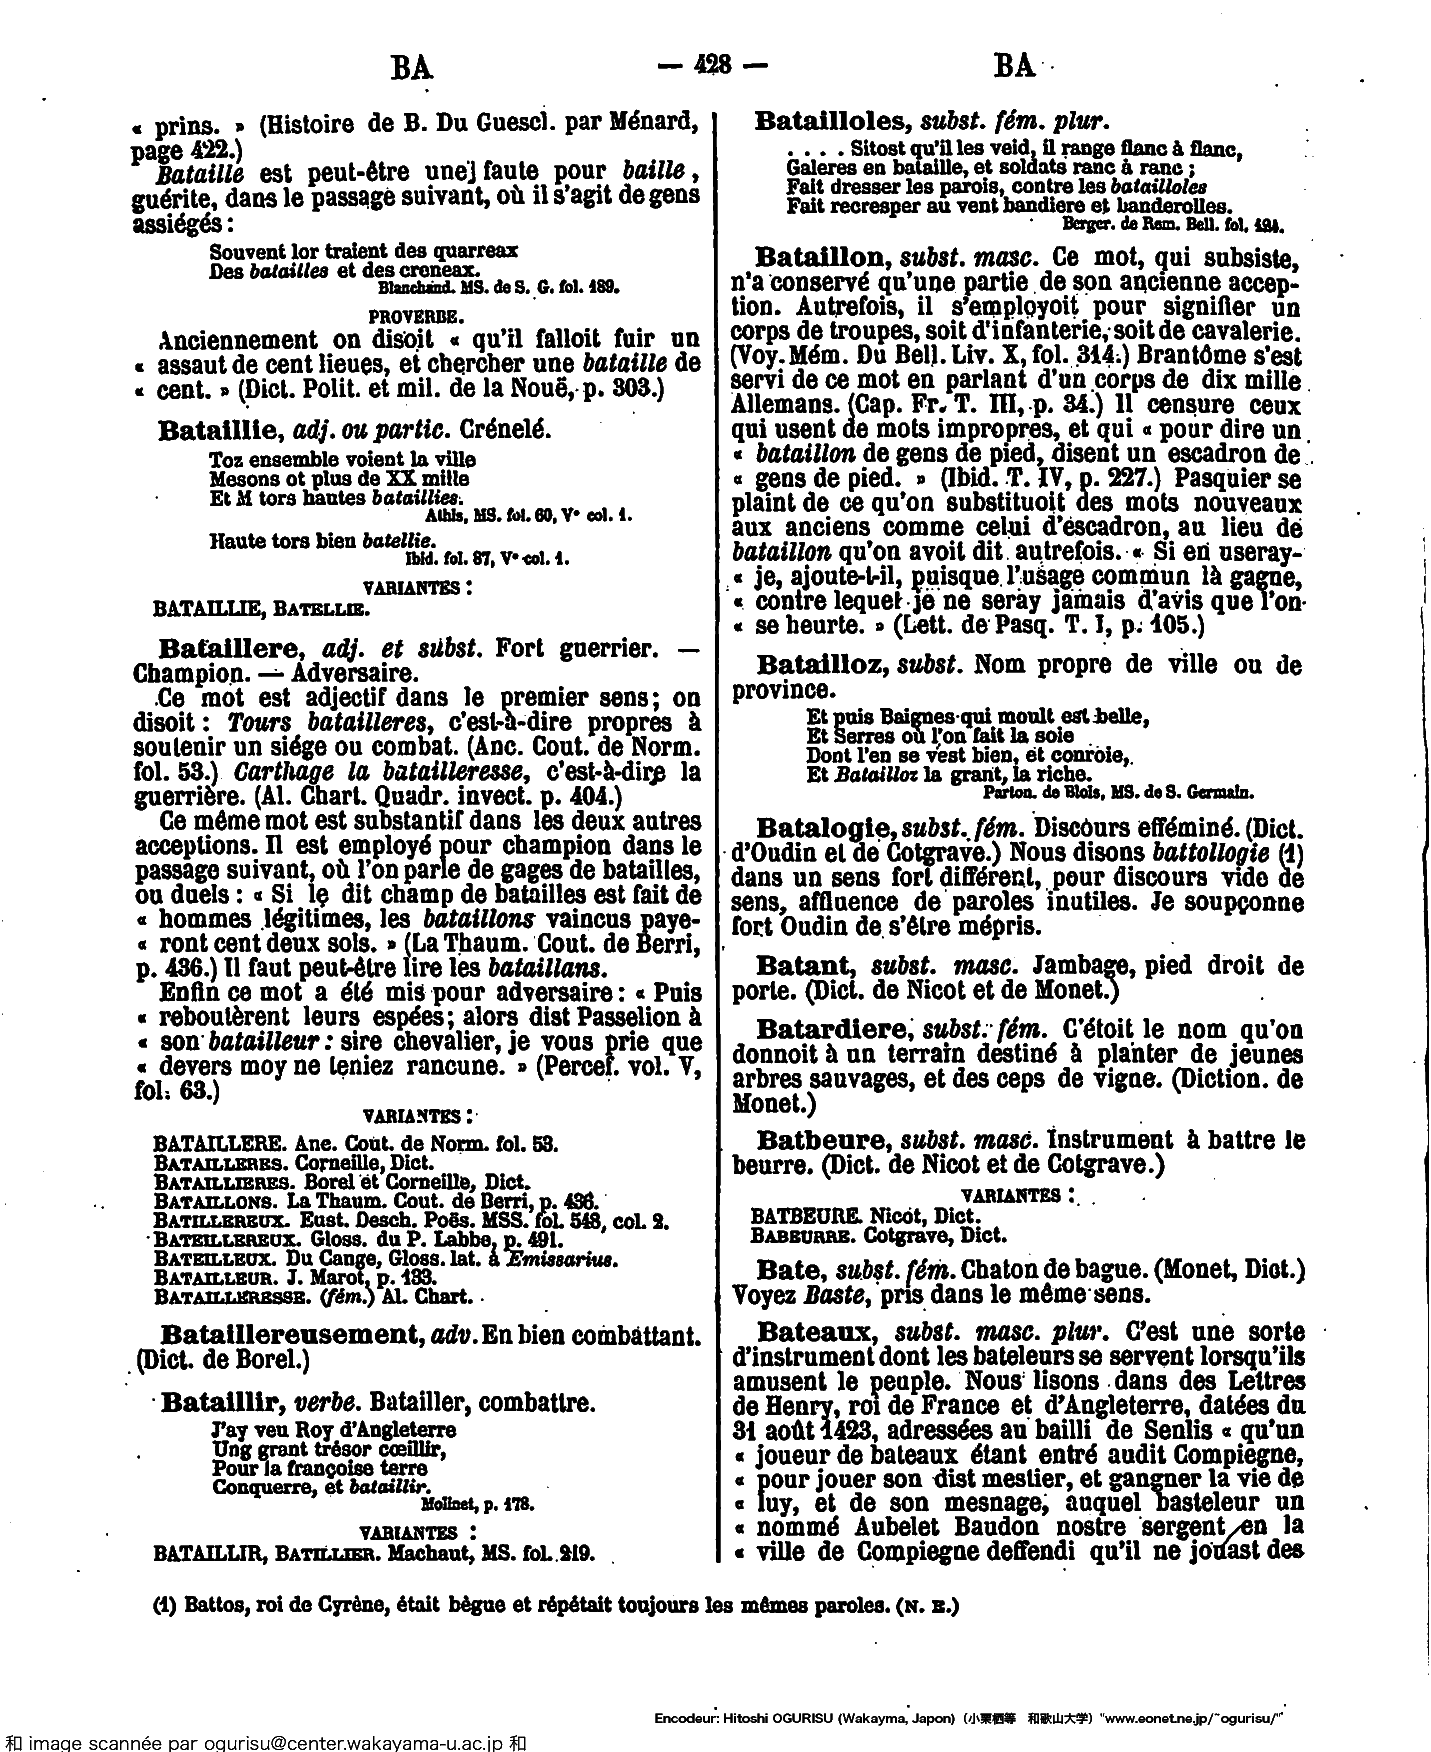 BA — 428 — BA
« prins. » (Histoire de B. Du Guescl. par Ménard,
page 422.)
Bataille est peut-être une faute pour baille,
guérite, dans le passage suivant, où il s'agit de gens
assiégés :
Souvent lor traient des quarreax
Des batailles et des creneax.
Blanchand. MS. de S. G. fol. 189.
PROVERBE.
Anciennement on disoit « qu'il falloit fuir un
« assaut de cent lieues, et chercher une bataille de
« cent. » (Dict. Polit. et mil. de la Nouë, p. 303.)
Bataillie, adj. ou partic. Crénelé.
Toz ensemble voient la ville
Mesons ot plus de XX mille
Et M tors hautes bataillies.
Athis, MS. fol. 60, V° col. 1.
Haute tors bien batellie.
Ibid. fol. 87, V° col. 1.
VARIANTES :
BATAILLIE, BATELLIE.
Bataillere, adj. et subst. Fort guerrier. —
Champion. — Adversaire.
Ce mot est adjectif dans le premier sens; on
disoit : Tours batailleres, c'est-à-dire propres à
soutenir un siége ou combat. (Anc. Cout. de Norm.
fol. 53.) Carthage la batailleresse, c'est-à-dire la
guerrière. (Al. Chart. Quadr. invect. p. 404.)
Ce même mot est substantif dans les deux autres
acceptions. Il est employé pour champion dans le
passage suivant, où l'on parle de gages de batailles,
ou duels : « Si le dit champ de batailles est fait de
« hommes légitimes, les bataillons vaincus paye-
« ront cent deux sols. » (La Thaum. Cout. de Berri,
p. 436.) Il faut peut-être lire les bataillans.
Enfin ce mot a été mis pour adversaire : « Puis
« reboutèrent leurs espées; alors dist Passelion à
« son batailleur : sire chevalier, je vous prie que
« devers moy ne teniez rancune. » (Percef. vol. V,
fol. 63.)
VARIANTES :
BATAILLERE. Anc. Cout. de Norm. fol. 53.
BATAILLERES. Corneille, Dict.
BATAILLIERES. Borel et Corneille, Dict.
BATAILLONS. La Thaum. Cout. de Berri, p. 436.
BATILLEREUX. Eust. Desch. Poës. MSS. fol. 548, col. 2.
BATEILLEREUX. Gloss. du P. Labbe, p. 491.
BATEILLEUX. Du Cange, Gloss. lat. à Emissarius.
BATAILLEUR. J. Marot, p. 133.
BATAILLERESSE. (fém.) Al. Chart.
Bataillereusement, adv. En bien combattant.
(Dict. de Borel.)
Bataillir, verbe. Batailler, combattre.
J'ay veu Roy d'Angleterre
Ung grant trésor cœillir,
Pour la françoise terre
Conquerre, et bataillir.
Molinet, p. 178.
VARIANTES :
BATAILLIR, BATILLIER. Machaut, MS. fol. 219.
Batailloles, subst. fém. plur.
. . . . Sitost qu'il les veid, il range flanc à flanc,
Galeres en bataille, et soldats ranc à ranc ;
Fait dresser les parois, contre les batailloles
Fait recresper au vent bandiere et banderolles.
Berger. de Rem. Bell. fol. 121.
Bataillon, subst. masc. Ce mot, qui subsiste,
n'a conservé qu'une partie de son ancienne accep-
tion. Autrefois, il s'employoit pour signifier un
corps de troupes, soit d'infanterie, soit de cavalerie.
(Voy. Mém. Du Bell. Liv. X, fol. 314.) Brantôme s'est
servi de ce mot en parlant d'un corps de dix mille
Allemans. (Cap. Fr. T. III, p. 34.) Il censure ceux
qui usent de mots impropres, et qui « pour dire un
« bataillon de gens de pied, disent un escadron de
« gens de pied. » (Ibid. T. IV, p. 227.) Pasquier se
plaint de ce qu'on substituoit des mots nouveaux
aux anciens comme celui d'escadron, au lieu de
bataillon qu'on avoit dit autrefois. « Si en useray-
« je, ajoute-t-il, puisque l'usage commun là gagne,
« contre lequel je ne seray jamais d'avis que l'on
« se heurte. » (Lett. de Pasq. T. I, p. 105.)
Batailloz, subst. Nom propre de ville ou de
province.
Et puis Baignes qui moult est belle,
Et Serres où l'on fait la soie
Dont l'en se vest bien, et conroie,
Et Batailloz la grant, la riche.
Parton. de Blois, MS. de S. Germain.
Batalogie, subst. fém. Discours efféminé. (Dict.
d'Oudin et de Cotgrave.) Nous disons battologie (1)
dans un sens fort différent, pour discours vide de
sens, affluence de paroles inutiles. Je soupçonne
fort Oudin de s'être mépris.
Batant, subst. masc. Jambage, pied droit de
porte. (Dict. de Nicot et de Monet.)
Batardiere, subst. fém. C'étoit le nom qu'on
donnoit à un terrain destiné à planter de jeunes
arbres sauvages, et des ceps de vigne. (Diction. de
Monet.)
Batbeure, subst. masc. Instrument à battre le
beurre. (Dict. de Nicot et de Cotgrave.)
VARIANTES :
BATBEURE. Nicot, Dict.
BABEURRE. Cotgrave, Dict.
Bate, subst. fém. Chaton de bague. (Monet, Dict.)
Voyez Baste, pris dans le même sens.
Bateaux, subst. masc. plur. C'est une sorte
d'instrument dont les bateleurs se servent lorsqu'ils
amusent le peuple. Nous lisons dans des Lettres
de Henry, roi de France et d'Angleterre, datées du
31 août 1423, adressées au bailli de Senlis « qu'un
« joueur de bateaux étant entré audit Compiegne,
« pour jouer son dist mestier, et gangner la vie de
« luy, et de son mesnage, auquel basteleur un
« nommé Aubelet Baudon nostre sergent en la
« ville de Compiegne deffendi qu'il ne jouast des
(1) Battos, roi de Cyrène, était bègue et répétait toujours les mêmes paroles. (N. E.)
Encodeur: Hitoshi OGURISU (Wakayma, Japon) (小栗栖等 和歌山大学) "www.eonet.ne.jp/~ogurisu/"
和 image scannée par ogurisu@center.wakayama-u.ac.jp 和